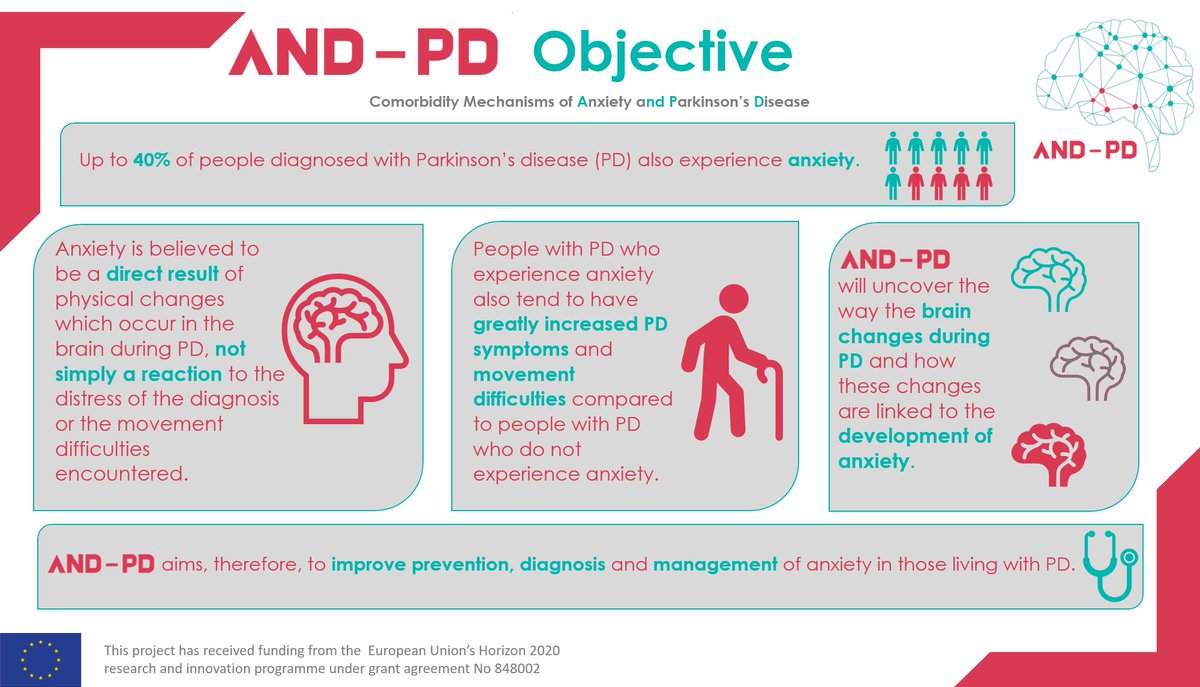 AND – PD Objective
Comorbidity Mechanisms of Anxiety and Parkinson's Disease
AND – PD
Up to 40% of people diagnosed with Parkinson's disease (PD) also experience anxiety.
Anxiety is believed to
be a direct result of
physical changes
which occur in the
brain during PD, not
simply a reaction to the
distress of the diagnosis
or the movement
difficulties
encountered.
People with PD who
experience anxiety
also tend to have
greatly increased PD
symptoms and
movement
difficulties compared
to people with PD
who do not
experience anxiety.
AND – PD
will uncover the
way the brain
changes during
PD and how
these changes
are linked to the
development of
anxiety.
AND – PD aims, therefore, to improve prevention, diagnosis and management of anxiety in those living with PD.
This project has received funding from the European Union's Horizon 2020
research and innovation programme under grant agreement No 848002